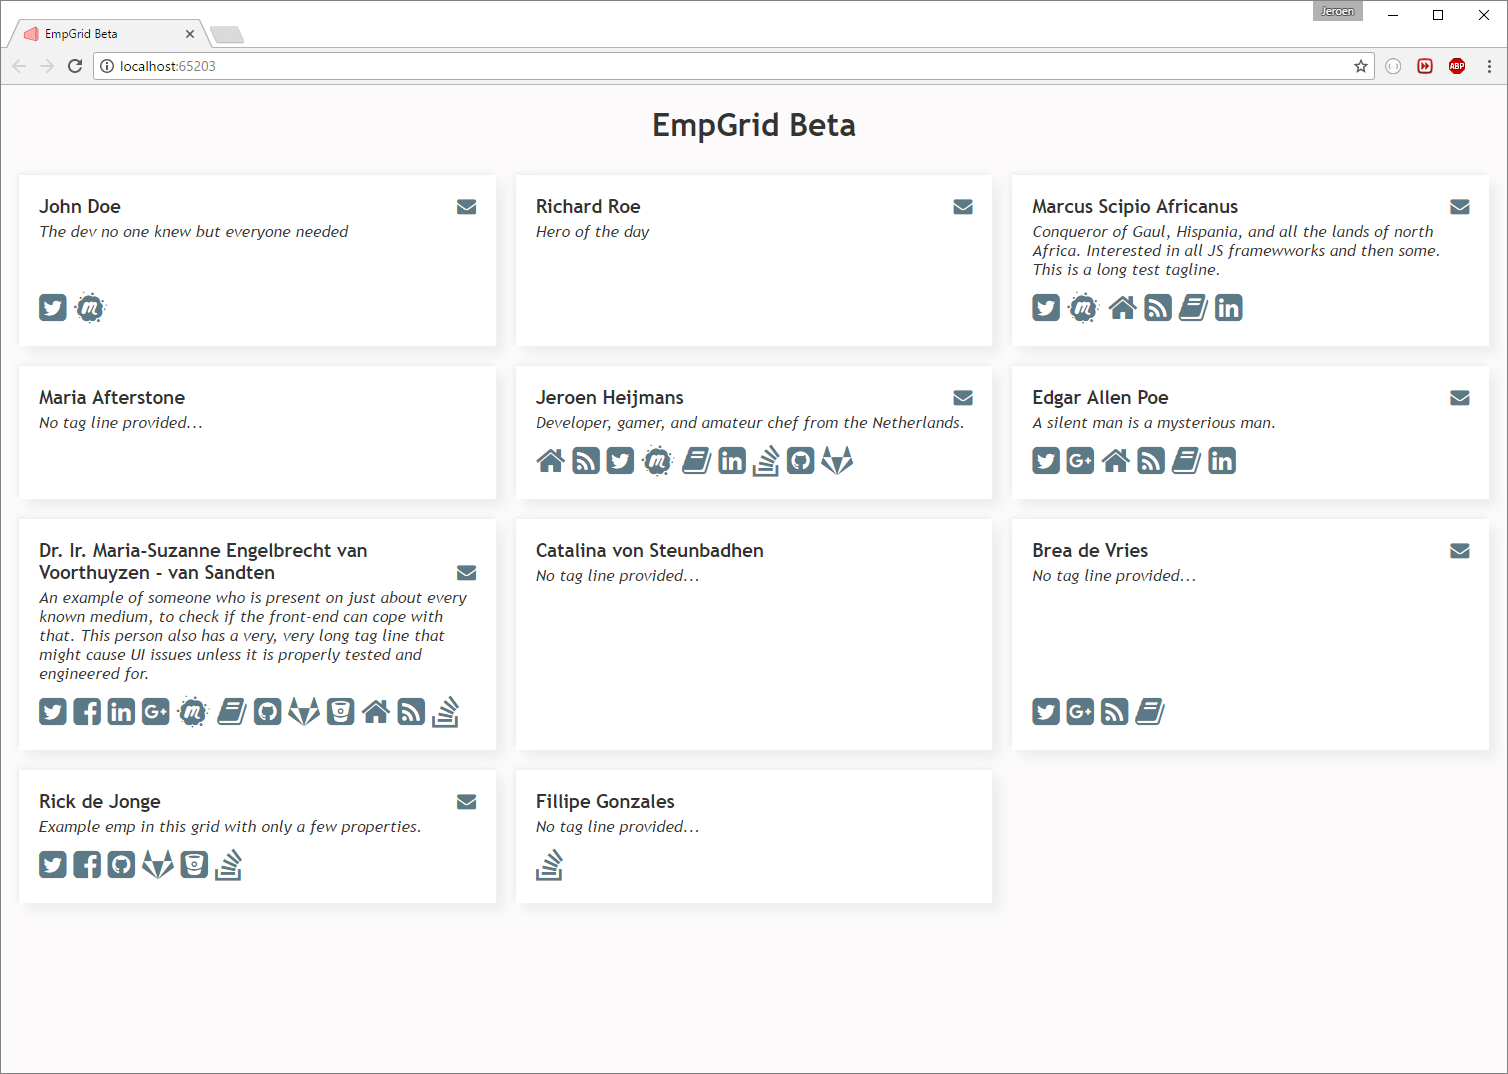 Jeroen
EmpGrid Beta
localhost:65203
ABP
EmpGrid Beta
John Doe
The dev no one knew but everyone needed
Richard Roe
Hero of the day
Marcus Scipio Africanus
Conqueror of Gaul, Hispania, and all the lands of north
Africa. Interested in all JS framewworks and then some.
This is a long test tagline.
Maria Afterstone
No tag line provided...
Jeroen Heijmans
Developer, gamer, and amateur chef from the Netherlands.
Edgar Allen Poe
A silent man is a mysterious man.
Dr. Ir. Maria-Suzanne Engelbrecht van
Voorthuyzen - van Sandten
An example of someone who is present on just about every
known medium, to check if the front-end can cope with
that. This person also has a very, very long tag line that
might cause UI issues unless it is properly tested and
engineered for.
Catalina von Steunbadhen
No tag line provided...
Brea de Vries
No tag line provided...
Rick de Jonge
Example emp in this grid with only a few properties.
Fillipe Gonzales
No tag line provided...